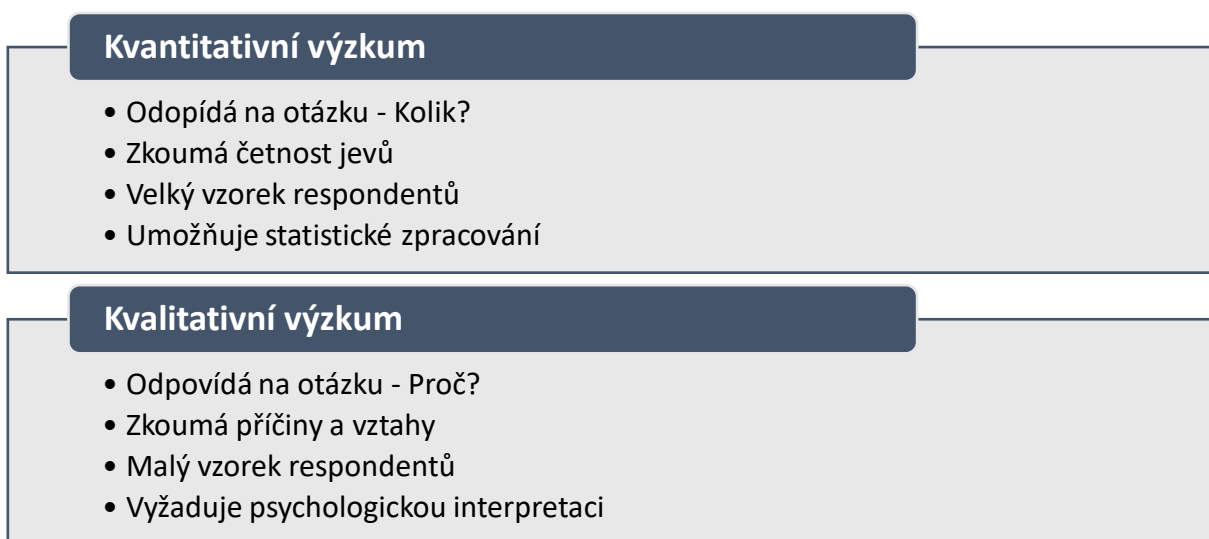 Kvantitativní výzkum
• Odopídá na otázku - Kolik?
• Zkoumá četnost jevů
• Velký vzorek respondentů
• Umožňuje statistické zpracování
Kvalitativní výzkum
• Odpovídá na otázku - Proč?
• Zkoumá příčiny a vztahy
• Malý vzorek respondentů
• Vyžaduje psychologickou interpretaci